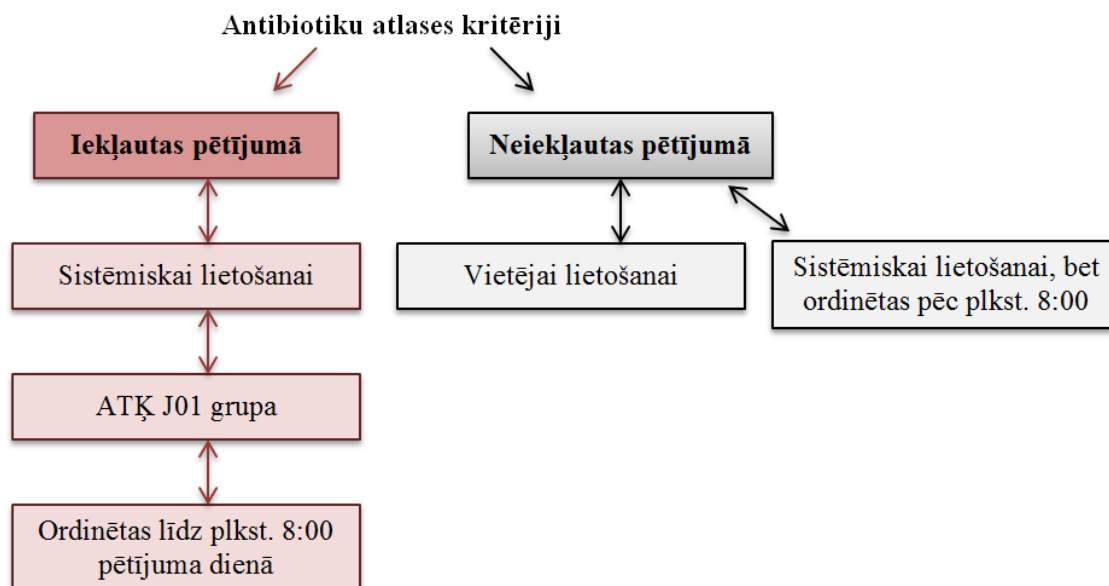 Antibiotiku atlases kritēriji
Iekļautas pētījumā
Neiekļautas pētījumā
Sistēmiskai lietošanai
Vietējai lietošanai
Sistēmiskai lietošanai, bet
ordinētas pēc plkst. 8:00
ATĶ J01 grupa
Ordinētas līdz plkst. 8:00
pētījuma dienā